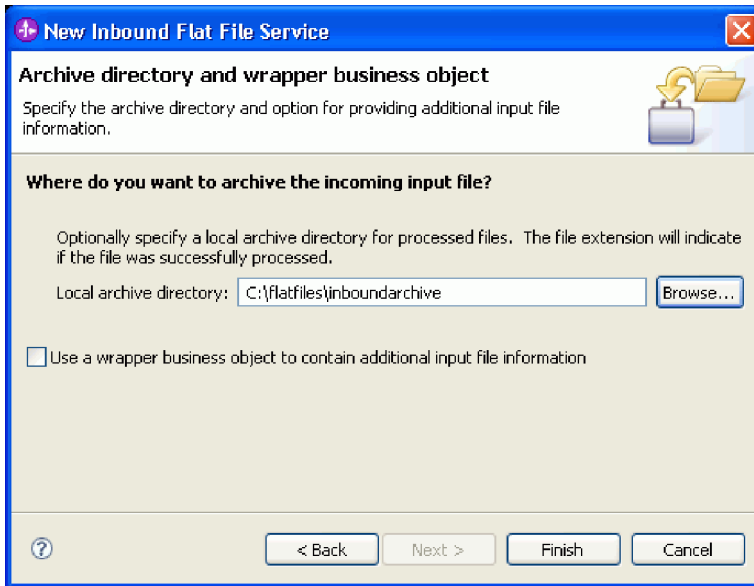 New Inbound Flat File Service
Archive directory and wrapper business object
Specify the archive directory and option for providing additional input file
information.
Where do you want to archive the incoming input file?
Optionally specify a local archive directory for processed files. The file extension will indicate
if the file was successfully processed.
Local archive directory: C:\flatfiles\inboundarchive Browse...
Use a wrapper business object to contain additional input file information
? < Back Next > Finish Cancel